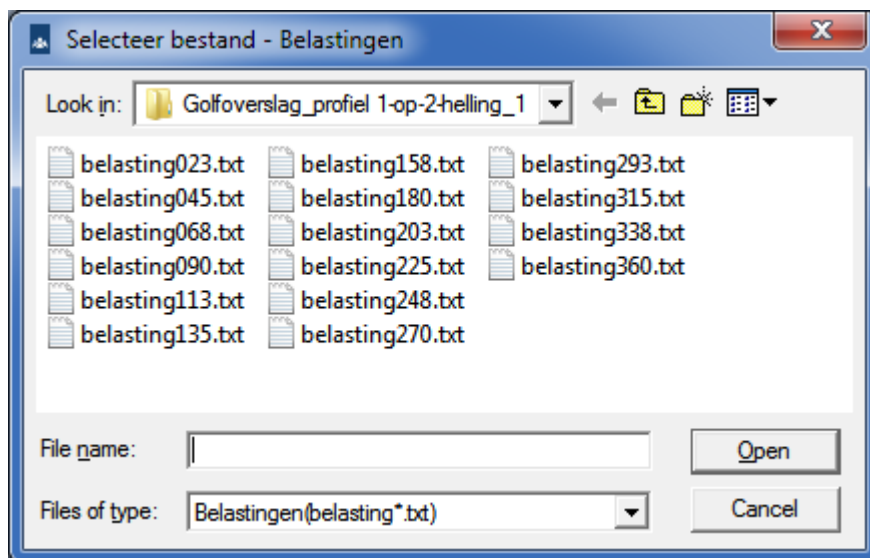 Selecteer bestand - Belastingen
Look in: Golfoverslag_profiel 1-op-2-helling_1
belasting023.txt belasting158.txt belasting293.txt
belasting045.txt belasting180.txt belasting315.txt
belasting068.txt belasting203.txt belasting338.txt
belasting090.txt belasting225.txt belasting360.txt
belasting113.txt belasting248.txt
belasting135.txt belasting270.txt
File name: Open
Files of type: Belastingen(belasting*.txt) Cancel